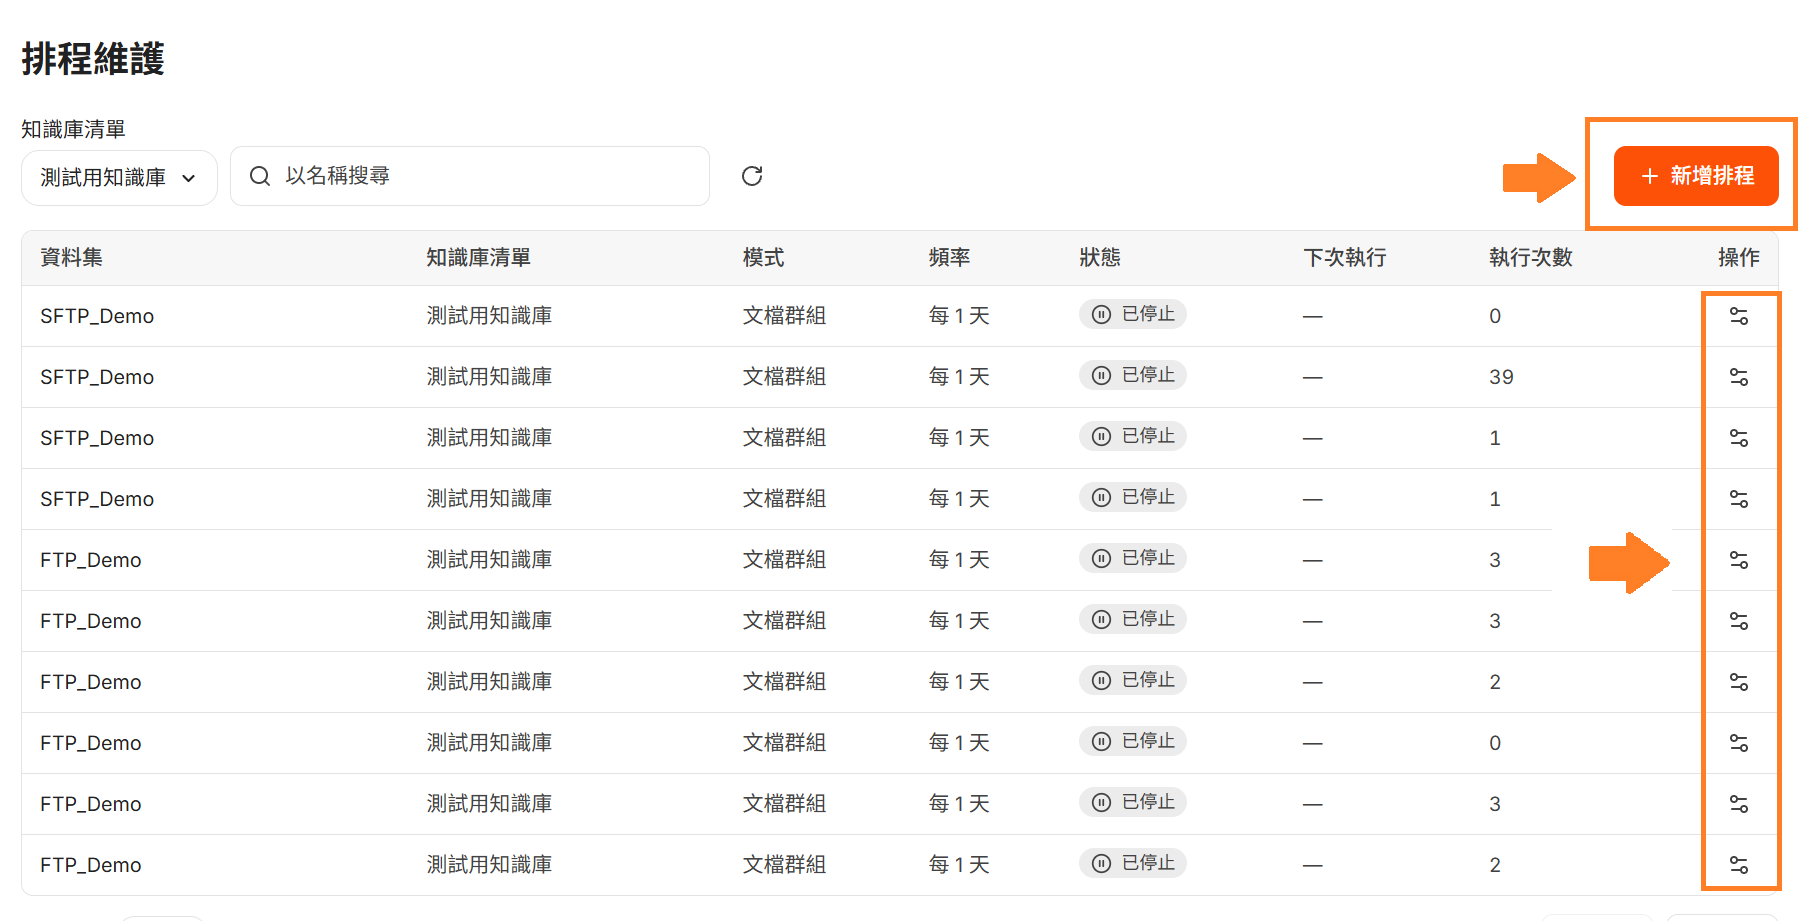 排程維護
知識庫清單
測試用知識庫 以名稱搜尋 新增排程
資料集 知識庫清單 模式 頻率 狀態 下次執行 執行次數 操作
SFTP_Demo 測試用知識庫 文檔群組 每 1 天 已停止 — 0
SFTP_Demo 測試用知識庫 文檔群組 每 1 天 已停止 — 39
SFTP_Demo 測試用知識庫 文檔群組 每 1 天 已停止 — 1
SFTP_Demo 測試用知識庫 文檔群組 每 1 天 已停止 — 1
FTP_Demo 測試用知識庫 文檔群組 每 1 天 已停止 — 3
FTP_Demo 測試用知識庫 文檔群組 每 1 天 已停止 — 3
FTP_Demo 測試用知識庫 文檔群組 每 1 天 已停止 — 2
FTP_Demo 測試用知識庫 文檔群組 每 1 天 已停止 — 0
FTP_Demo 測試用知識庫 文檔群組 每 1 天 已停止 — 3
FTP_Demo 測試用知識庫 文檔群組 每 1 天 已停止 — 2